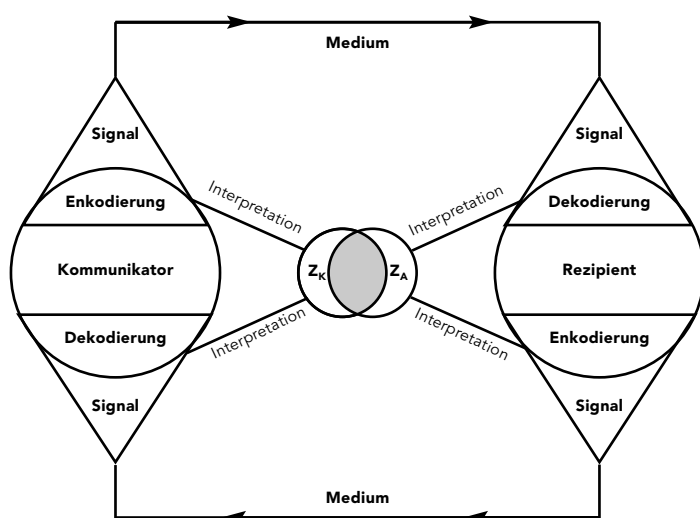 Medium
Signal
Signal
Enkodierung
Interpretation
Interpretation
Dekodierung
Kommunikator
Z_K
Z_A
Rezipient
Dekodierung
Interpretation
Interpretation
Enkodierung
Signal
Signal
Medium